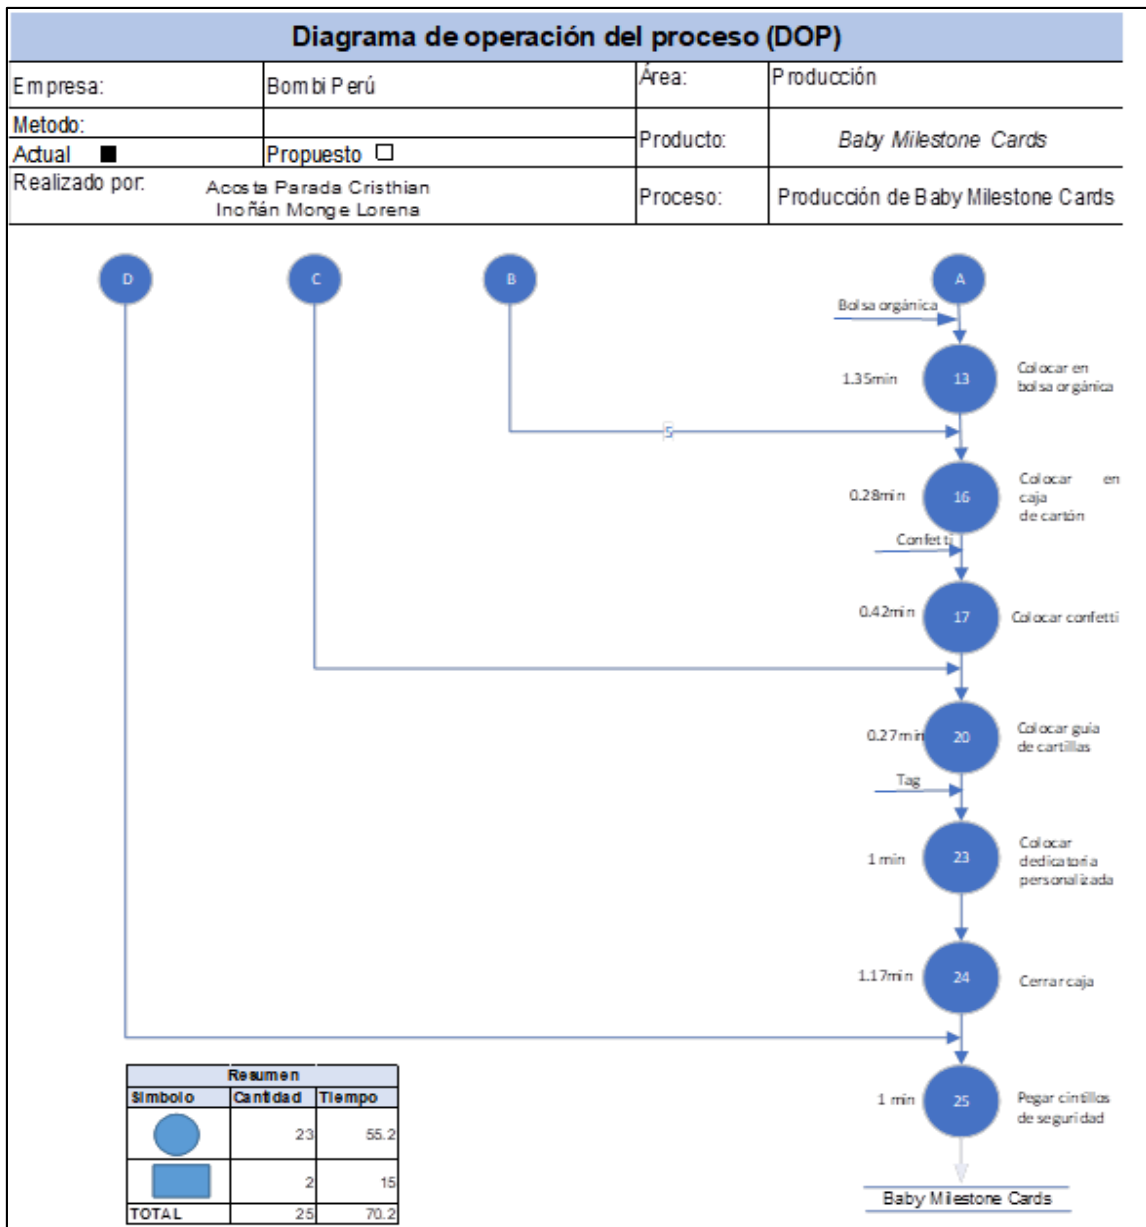 Diagrama de operación del proceso (DOP)
Empresa:
Bombi Perú
Área:
Producción
Metodo:
Actual ■
Propuesto □
Producto:
Baby Milestone Cards
Realizado por:
Acosta Parada Cristhian
Inoñán Monge Lorena
Proceso:
Producción de Baby Milestone Cards
D
C
B
A
Bolsa orgánica
1.35min
13
Colocar en
bolsa orgánica
5
0.28min
16
Colocar en
caja
de cartón
Confetti
0.42min
17
Colocar confetti
0.27min
20
Colocar guia
de cartillas
Tag
1 min
23
Colocar
dedicatoria
personalizada
1.17min
24
Cerrar caja
1 min
25
Pegar cintillos
de seguridad
Baby Milestone Cards
Resumen
Simbolo Cantidad Tiempo
23 55.2
2 15
TOTAL 25 70.2